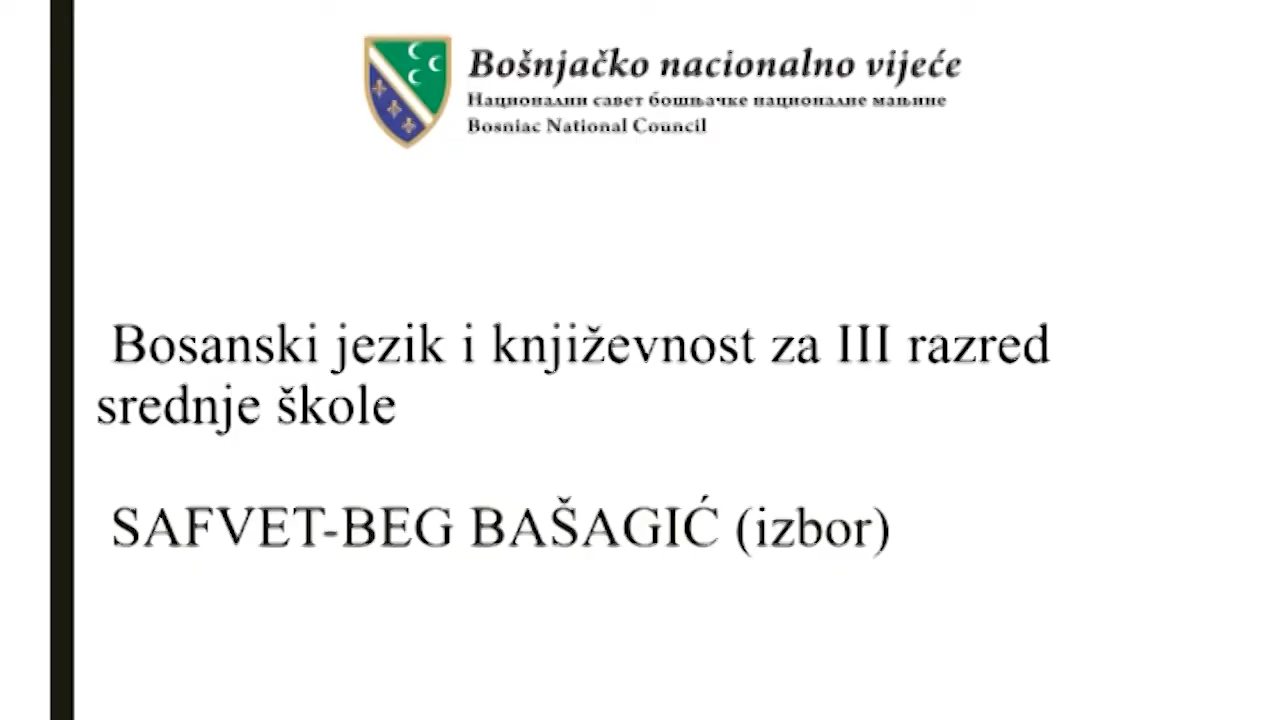 Bošnjačko nacionalno vijeće
Национални савет бошњачке националне мањине
Bosniac National Council
Bosanski jezik i književnost za III razred
srednje škole
SAFVET-BEG BAŠAGIĆ (izbor)